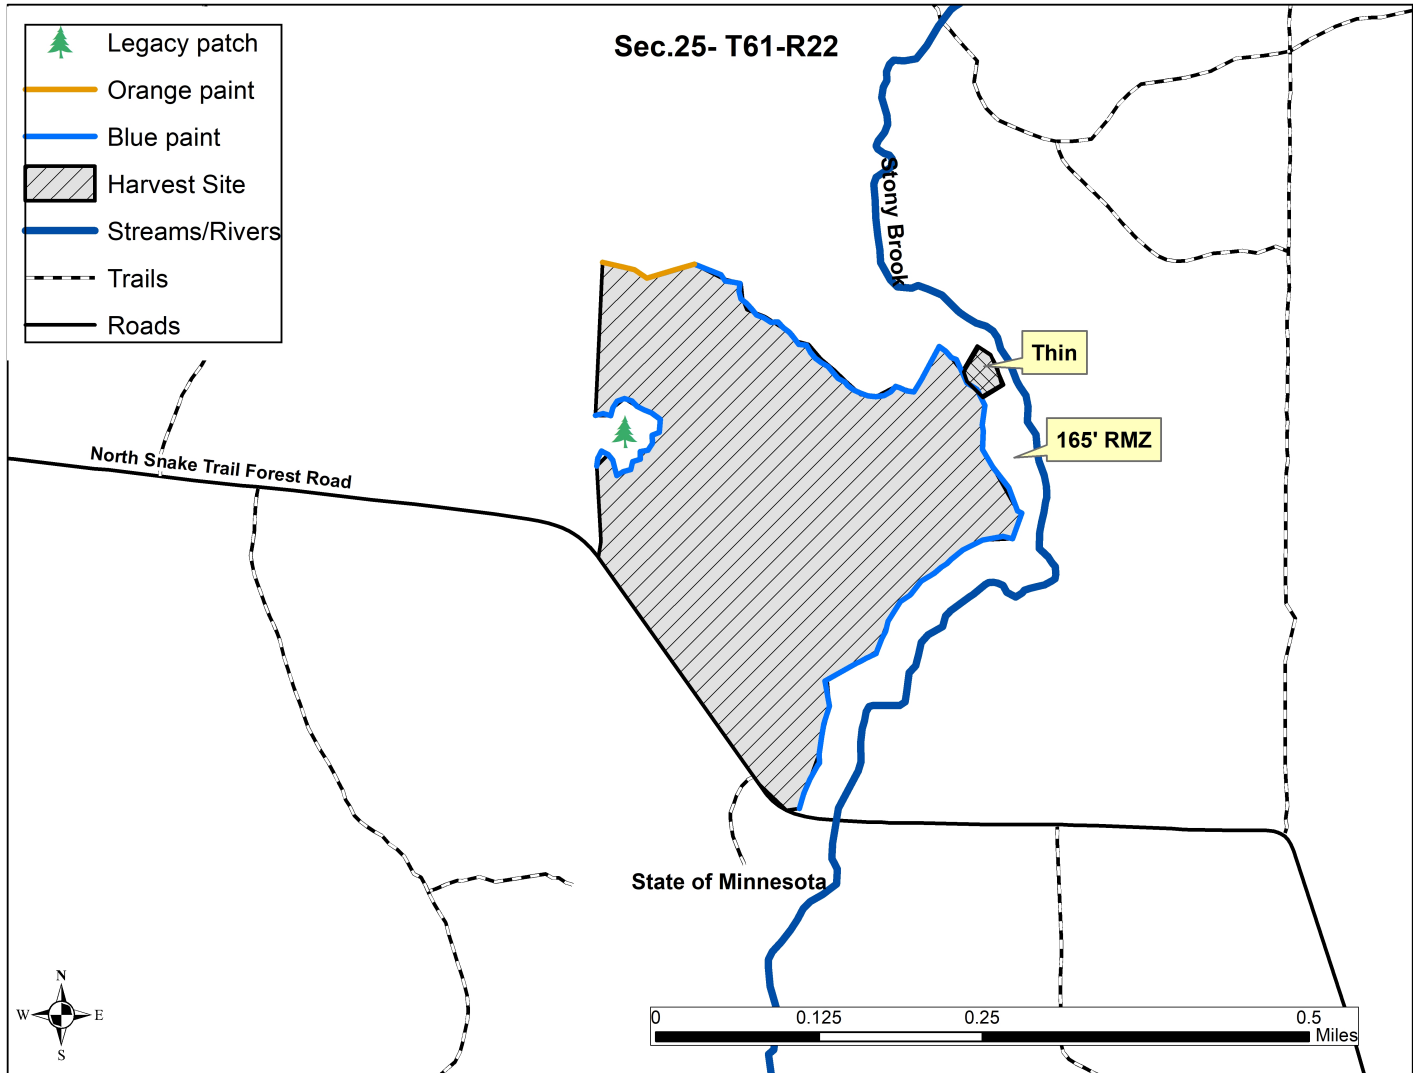 Sec.25- T61-R22
Legacy patch
Orange paint
Blue paint
Harvest Site
Streams/Rivers
Trails
Roads
Stony Brook
Thin
165' RMZ
North Snake Trail Forest Road
State of Minnesota
N
W E
S
0 0.125 0.25 0.5
Miles